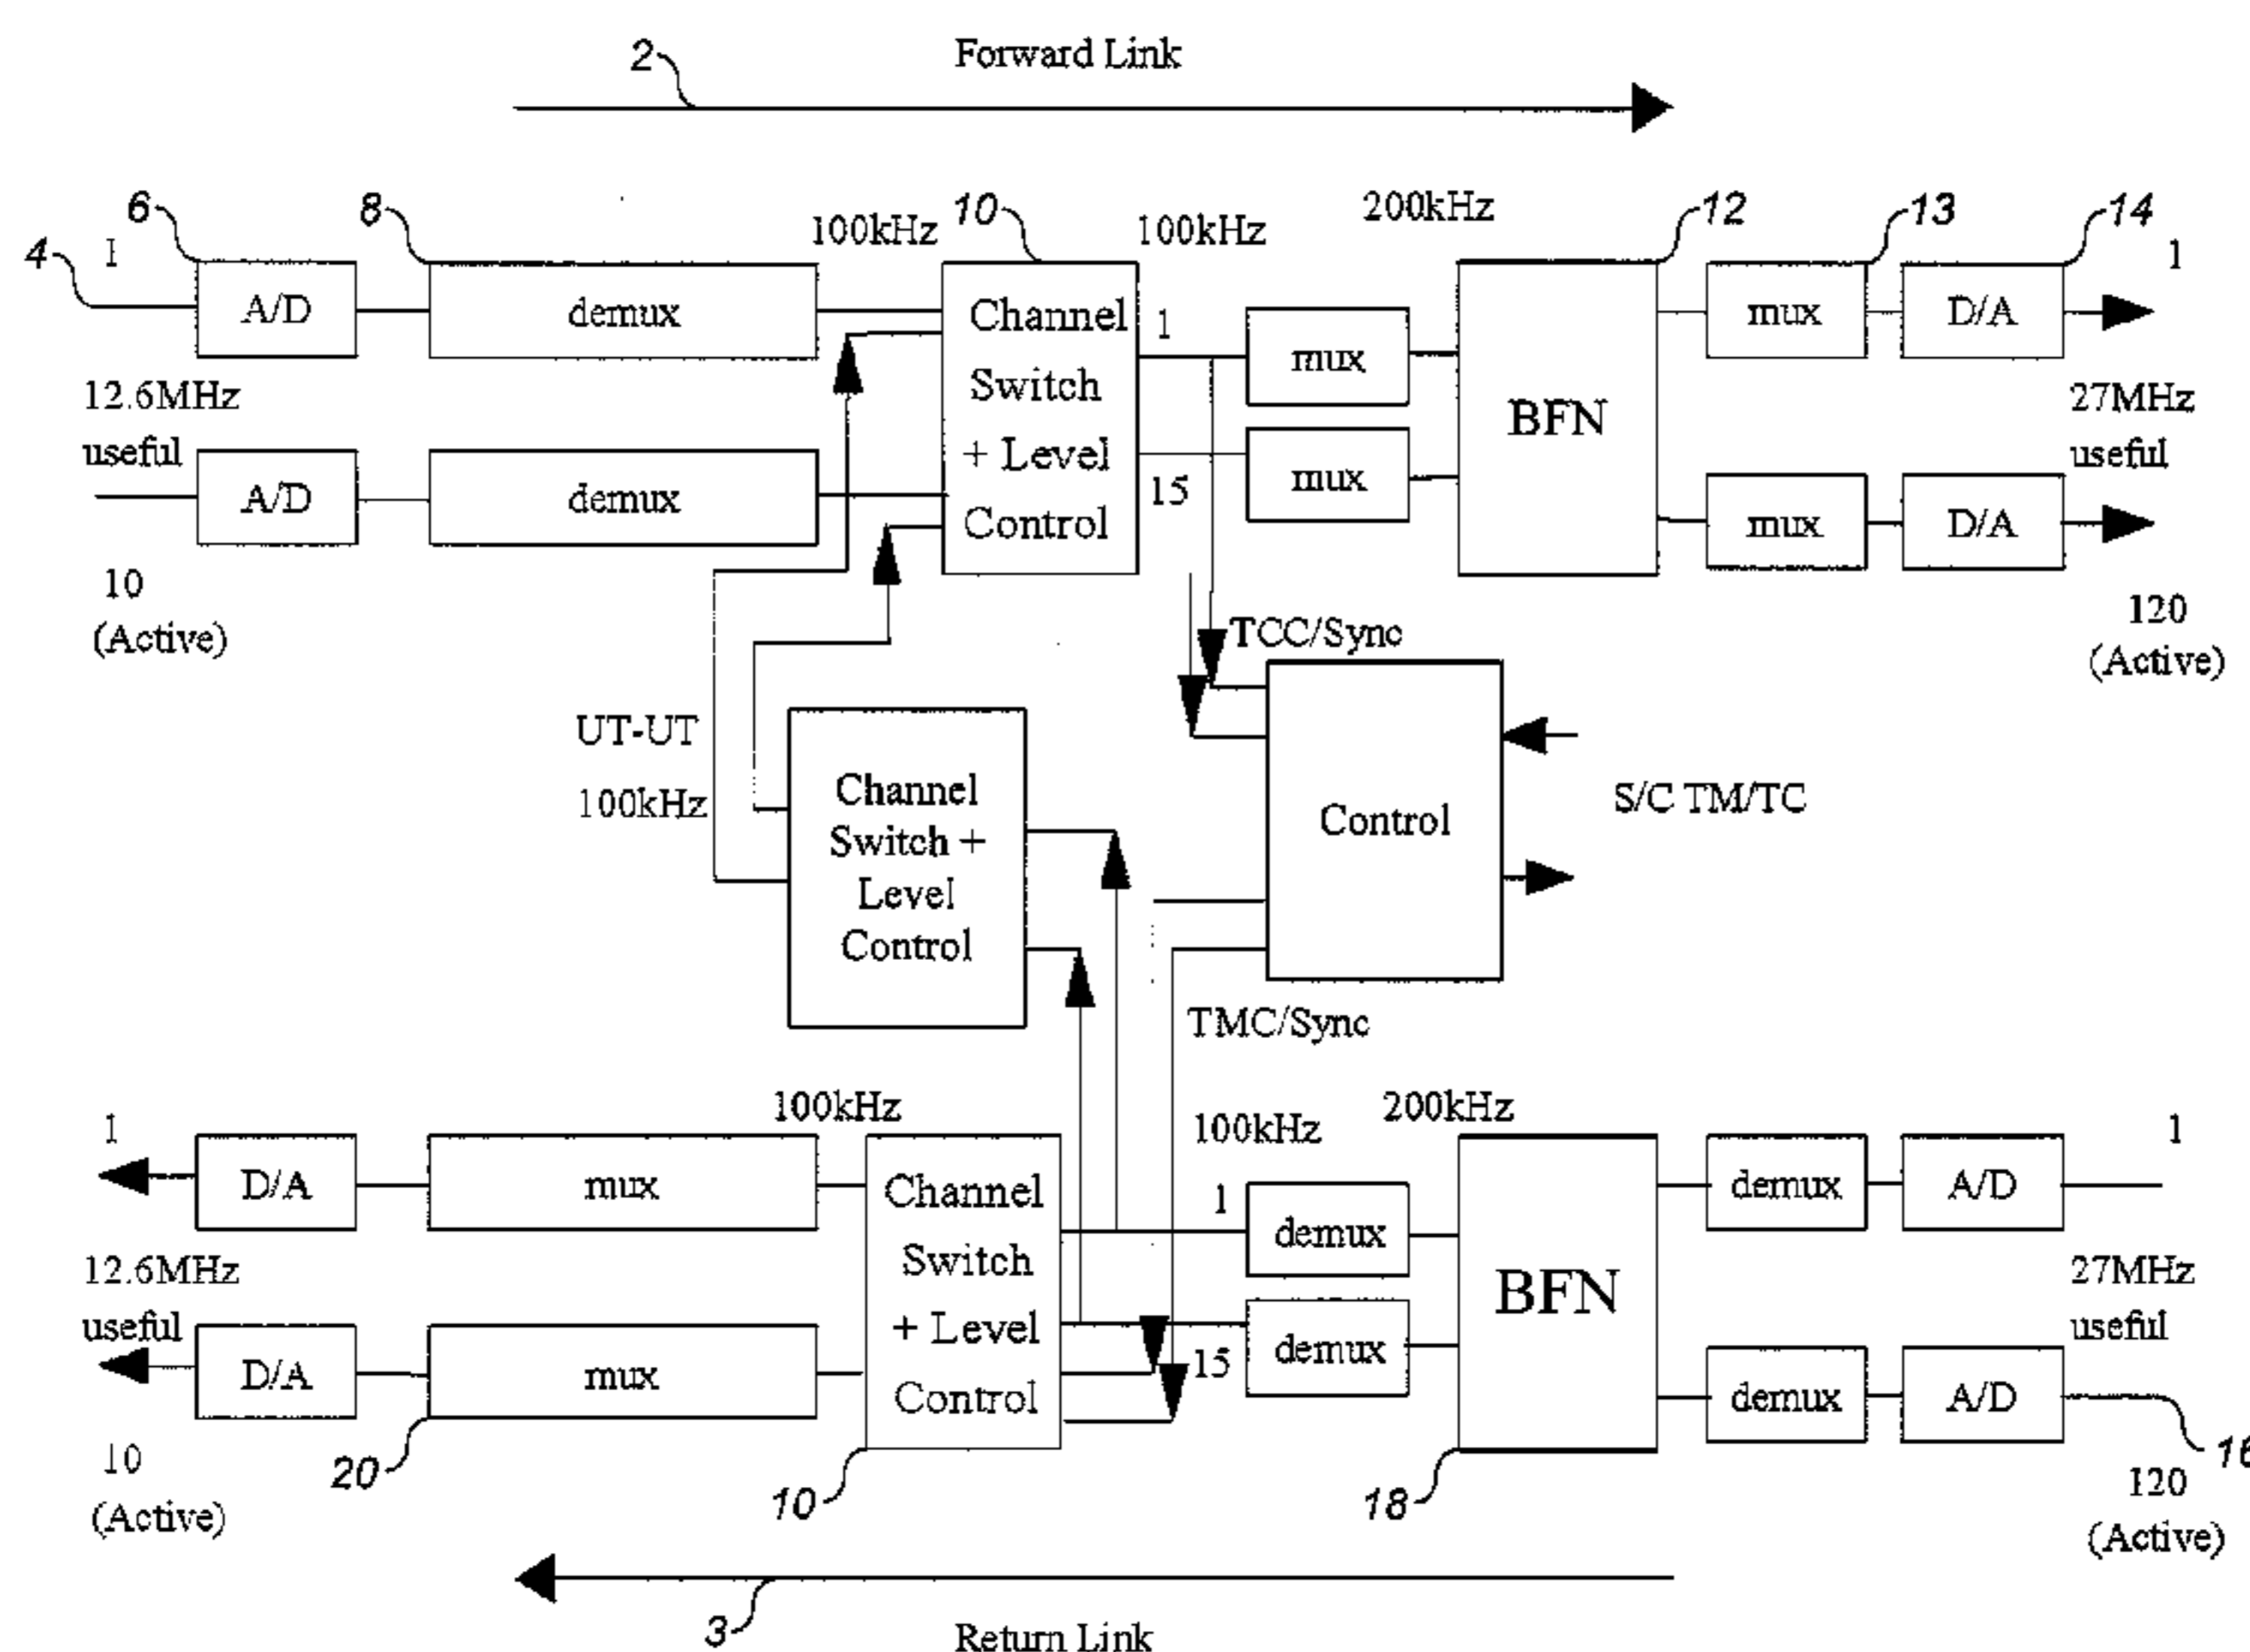 2 Forward Link
6 8 100kHz 10 100kHz 200kHz 12 13 14
4 1 1
A/D demux mux D/A
Channel
Switch
+ Level
Control
1
mux
mux
15
BFN
12.6MHz
useful
27MHz
useful
A/D demux mux D/A
10
(Active)
120
(Active)
TCC/Sync
UT-UT
100kHz
Channel
Switch +
Level
Control
Control
S/C TM/TC
TMC/Sync
100kHz 100kHz 200kHz
1 1
D/A mux demux A/D
Channel
Switch
+ Level
Control
1
demux
demux
15
BFN
12.6MHz
useful
27MHz
useful
D/A mux demux A/D
10
(Active)
20 10 18 16
120
(Active)
3 Return Link